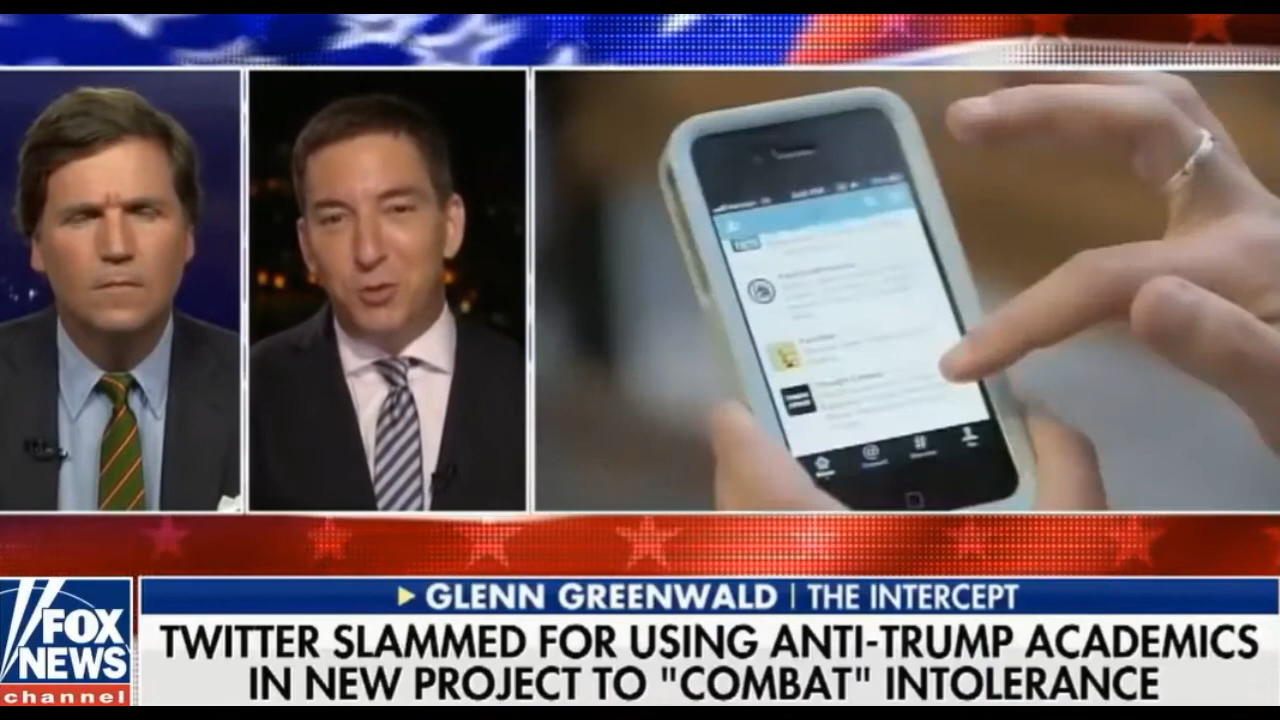 GLENN GREENWALD | THE INTERCEPT
FOX
NEWS
channel
TWITTER SLAMMED FOR USING ANTI-TRUMP ACADEMICS
IN NEW PROJECT TO "COMBAT" INTOLERANCE